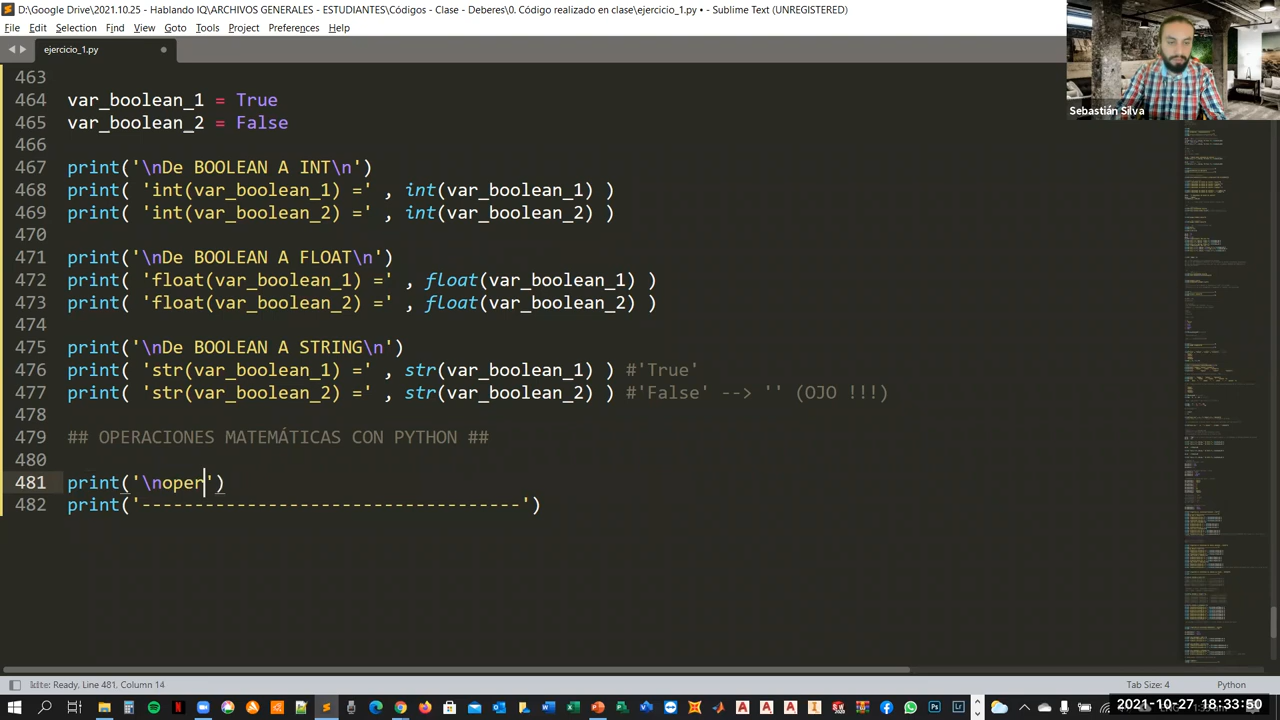 D:\Google Drive\2021.10.25 - Hablando IQ\ARCHIVOS GENERALES - ESTUDIANTES\Códigos - Clase - Deberes\0. Código realizado en clase\ejercicio_1.py • - Sublime Text (UNREGISTERED)
File Edit Selection Find View Goto Tools Project Preferences Help
ejercicio_1.py
Sebastián Silva
463
464 var_boolean_1 = True
465 var_boolean_2 = False
466
467 print('\nDe BOOLEAN A INT\n')
468 print( 'int(var_boolean_1) =' , int(var_boolean_1) )
469 print( 'int(var_boolean_2) =' , int(var_boolean_2) )
470
471 print('\nDe BOOLEAN A FLOAT\n')
472 print( 'float(var_boolean_1) =' , float(var_boolean_1) )
473 print( 'float(var_boolean_2) =' , float(var_boolean_2) )
474
475 print('\nDe BOOLEAN A STRING\n')
476 print( 'str(var_boolean_1) =' , str(var_boolean_1) ) #'True'
477 print( 'str(var_boolean_2) =' , str(var_boolean_2) ) #'False' -- (OJO !!!)
478
479 ## OPERACIONES MATEMÁTICAS CON PYTHON ##
480
481 print('\noper')
482 print('------------------------------------')
Line 481, Column 14
Tab Size: 4 Python
2021-10-27 18:33:50